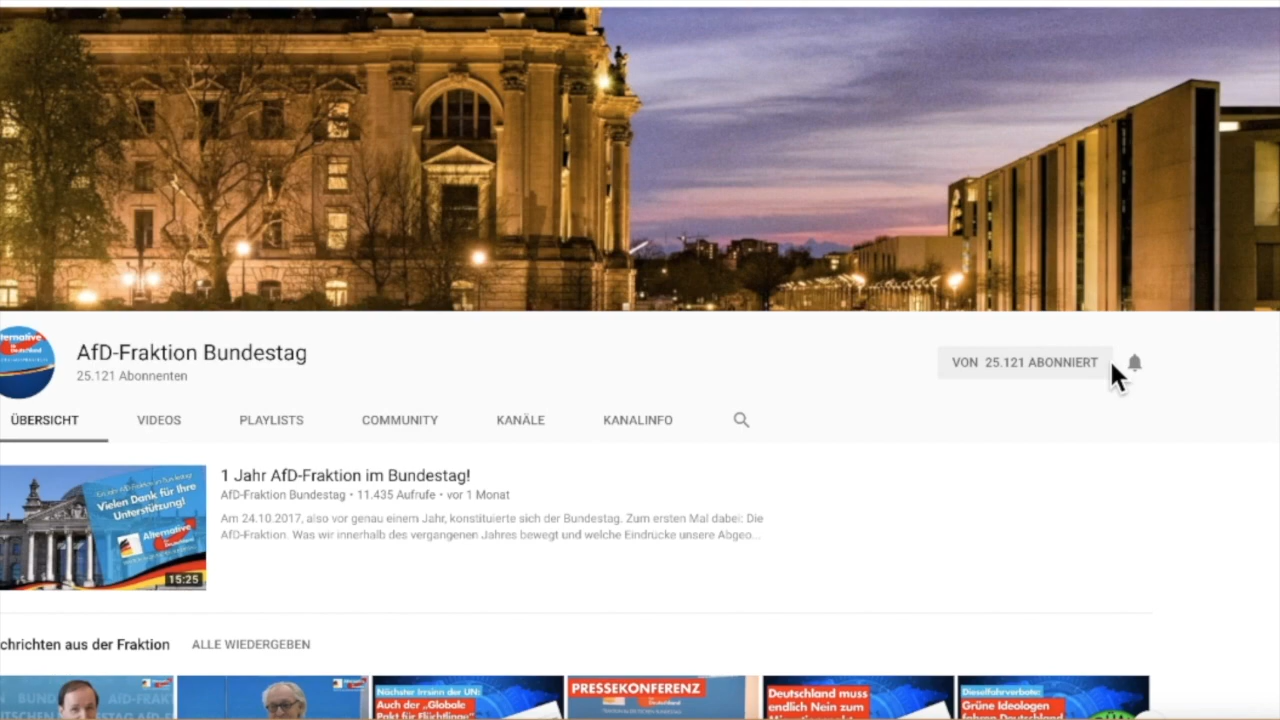 AfD-Fraktion Bundestag
25.121 Abonnenten
VON 25.121 ABONNIERT
ÜBERSICHT VIDEOS PLAYLISTS COMMUNITY KANÄLE KANALINFO
Vielen Dank für Ihre
Unterstützung!
Alternative
15:25
1 Jahr AfD-Fraktion im Bundestag!
AfD-Fraktion Bundestag • 11.435 Aufrufe • vor 1 Monat
Am 24.10.2017, also vor genau einem Jahr, konstituierte sich der Bundestag. Zum ersten Mal dabei: Die
AfD-Fraktion. Was wir innerhalb des vergangenen Jahres bewegt und welche Eindrücke unsere Abgeo...
chrichten aus der Fraktion ALLE WIEDERGEBEN
Nächster Irrsinn der UN:
Auch der „Globale
Pakt für Flüchtlinge"
PRESSEKONFERENZ
Deutschland muss
endlich Nein zum
Dieselfahrverbote:
Grüne Ideologen
fahren Deutschland